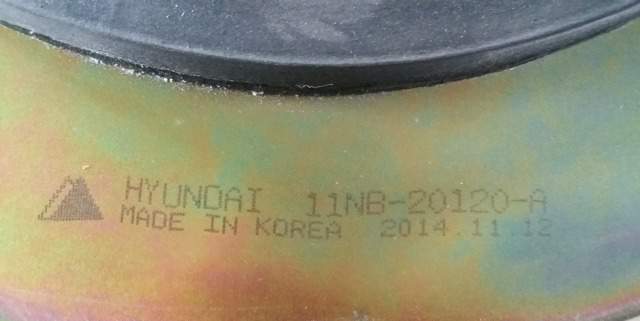 HYUNDAI 11NB-20120-A
MADE IN KOREA 2014.11.12